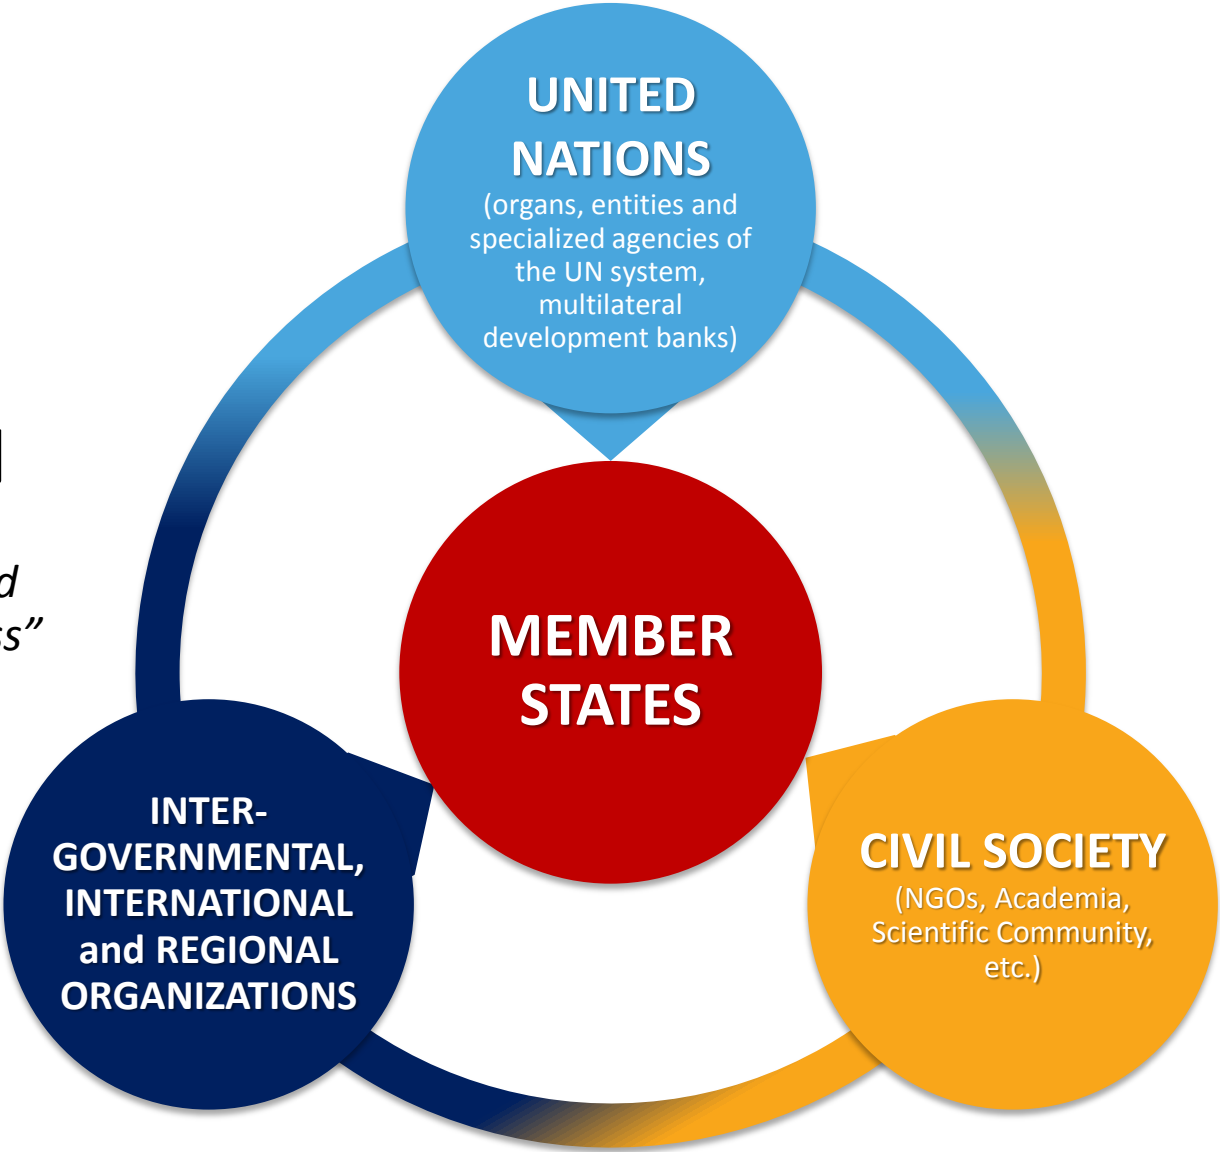 UNITED
NATIONS
(organs, entities and
specialized agencies of
the UN system,
multilateral
development banks)
MEMBER
STATES
INTER-
GOVERNMENTAL,
INTERNATIONAL
and REGIONAL
ORGANIZATIONS
CIVIL SOCIETY
(NGOs, Academia,
Scientific Community,
etc.)